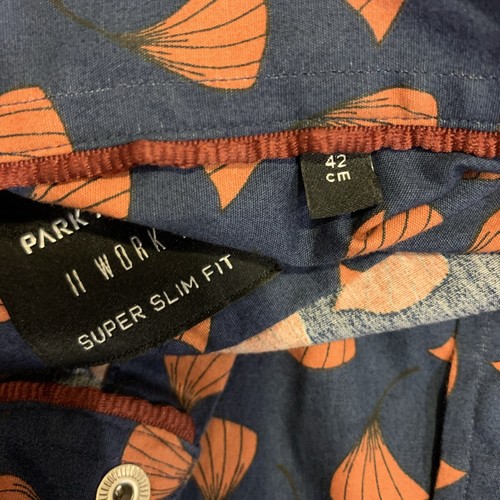 42
cm
PARK
WORK
SUPER SLIM FIT